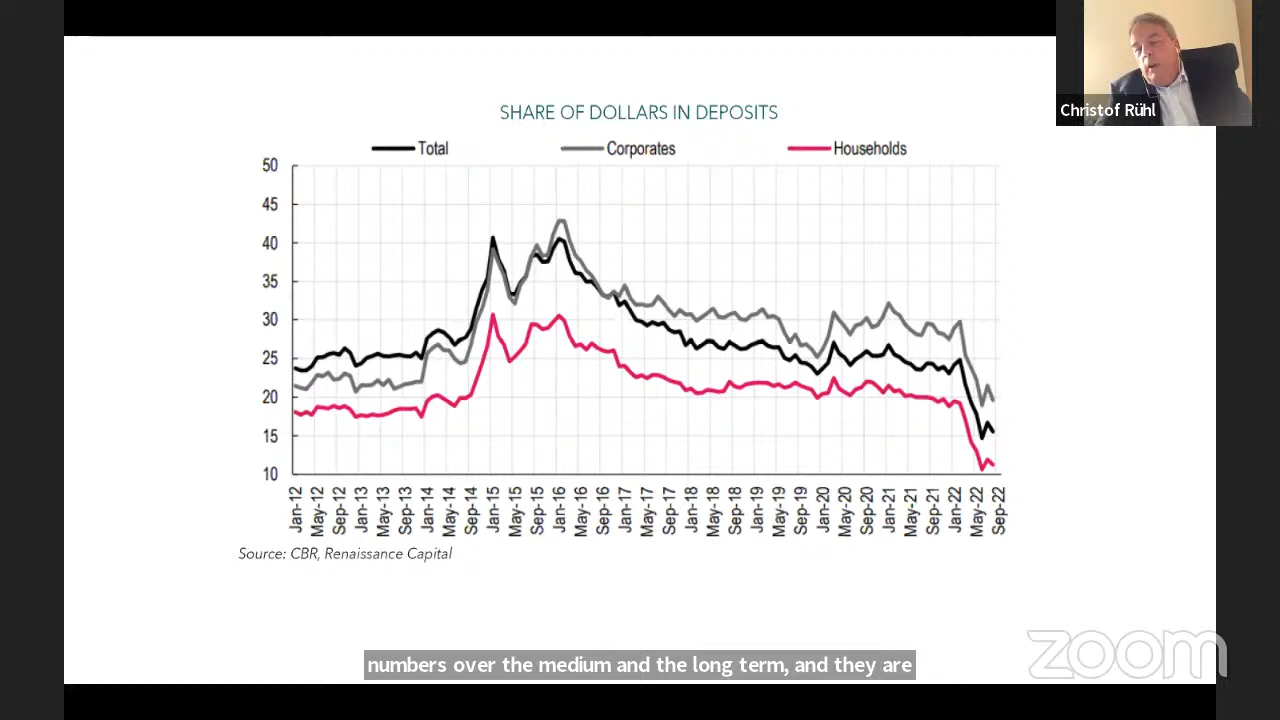 Christof Rühl
SHARE OF DOLLARS IN DEPOSITS
Total Corporates Households
50
45
40
35
30
25
20
15
10
Jan-12 May-12 Sep-12 Jan-13 May-13 Sep-13 Jan-14 May-14 Sep-14 Jan-15 May-15 Sep-15 Jan-16 May-16 Sep-16 Jan-17 May-17 Sep-17 Jan-18 May-18 Sep-18 Jan-19 May-19 Sep-19 Jan-20 May-20 Sep-20 Jan-21 May-21 Sep-21 Jan-22 May-22 Sep-22
Source: CBR, Renaissance Capital
zoom
numbers over the medium and the long term, and they are